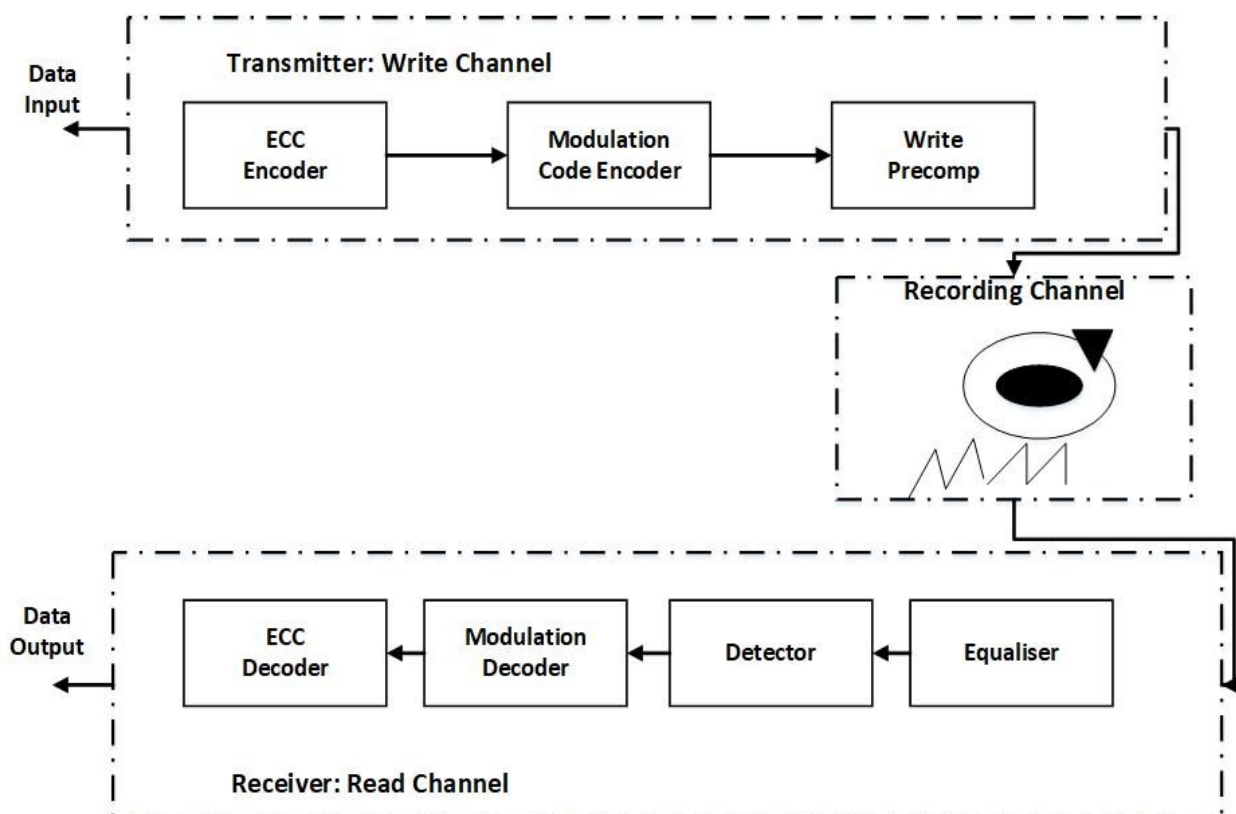 Transmitter: Write Channel
Data
Input
ECC
Encoder
Modulation
Code Encoder
Write
Precomp
Recording Channel
Data
Output
ECC
Decoder
Modulation
Decoder
Detector
Equaliser
Receiver: Read Channel